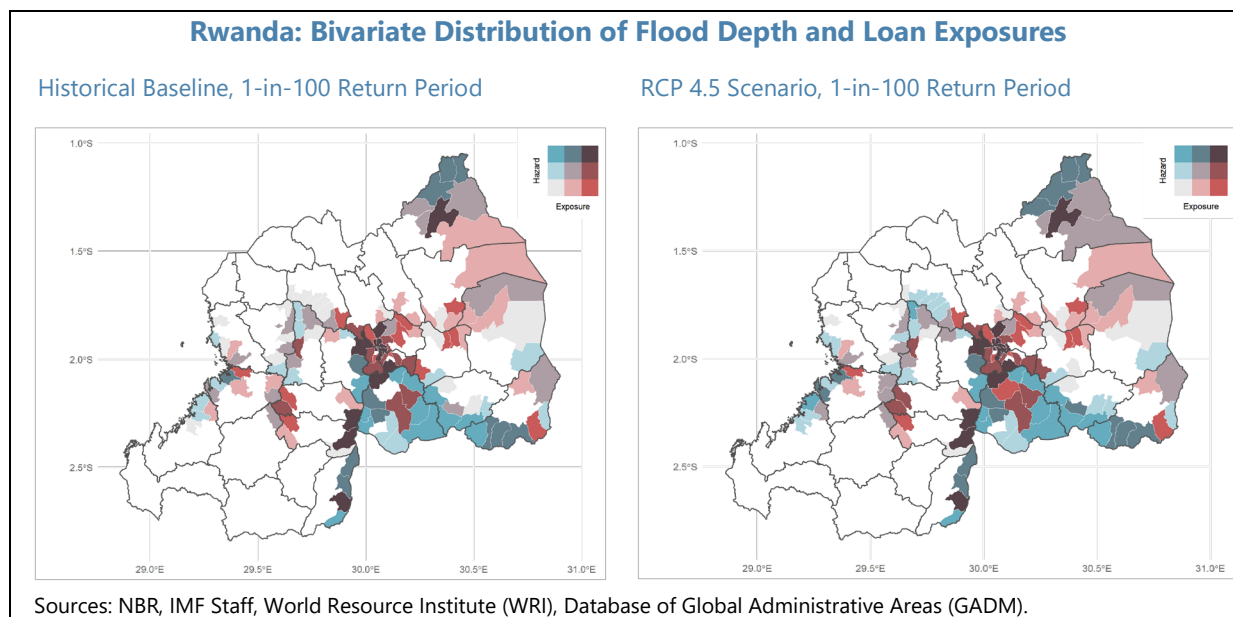 Rwanda: Bivariate Distribution of Flood Depth and Loan Exposures
Historical Baseline, 1-in-100 Return Period
RCP 4.5 Scenario, 1-in-100 Return Period
1.0°S
1.5°S
2.0°S
2.5°S
29.0°E
29.5°E
30.0°E
30.5°E
31.0°E
Hazard
Exposure
1.0°S
1.5°S
2.0°S
2.5°S
29.0°E
29.5°E
30.0°E
30.5°E
31.0°E
Hazard
Exposure
Sources: NBR, IMF Staff, World Resource Institute (WRI), Database of Global Administrative Areas (GADM).